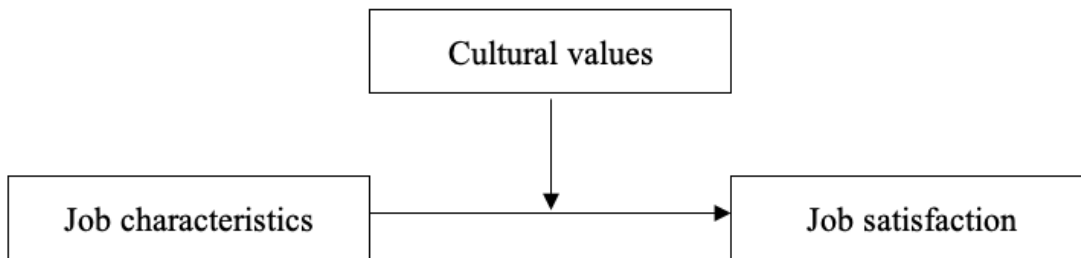 Cultural values
Job characteristics
Job satisfaction